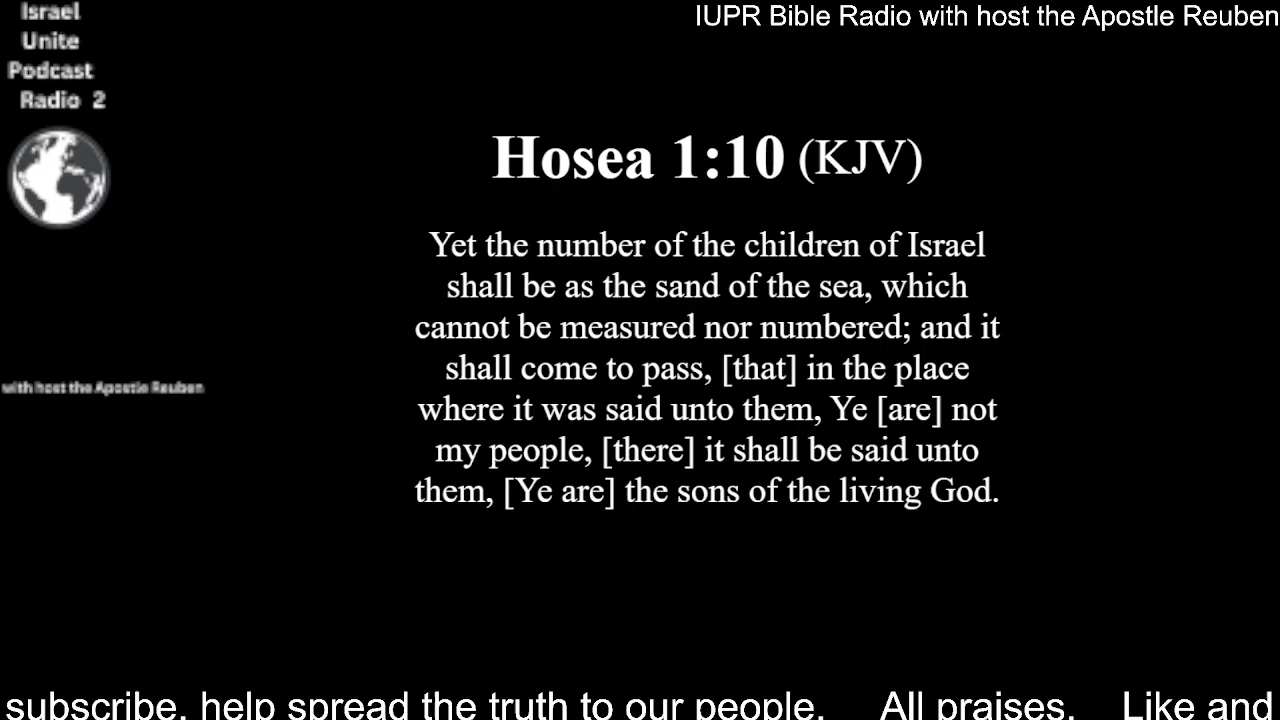 Israel
Unite
Podcast
Radio 2
IUPR Bible Radio with host the Apostle Reuben
Hosea 1:10 (KJV)
Yet the number of the children of Israel
shall be as the sand of the sea, which
cannot be measured nor numbered; and it
shall come to pass, [that] in the place
where it was said unto them, Ye [are] not
my people, [there] it shall be said unto
them, [Ye are] the sons of the living God.
with host the Apostle Reuben
subscribe, help spread the truth to our people. All praises. Like and